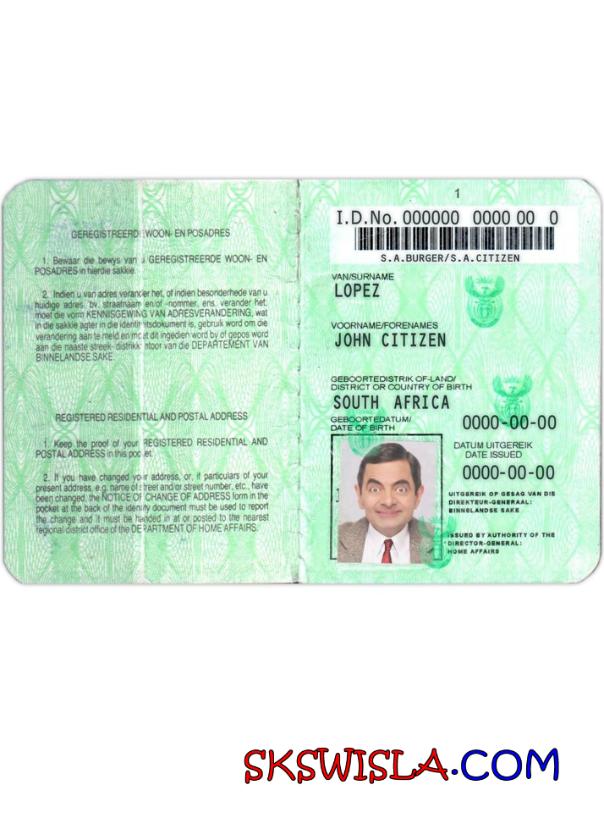 GEREGISTREERDE WOON- EN POSADRES
1. Bewaar die bewys van u GEREGISTREERDE WOON- EN
POSADRES in hierdie sakkie.
2. Indien u van adres verander het, of indien besonderhede van u
huidige adres, bv. straatnaam en/of -nommer, ens. verander het,
moet die vorm KENNISGEWING VAN ADRESVERANDERING, wat
in die sakkie agter in die identiteitsdokument is, gebruik word om die
verandering aan te meld en moet dit ingedien word by of gepos word
aan die naaste streek- distrikkantoor van die DEPARTEMENT VAN
BINNELANDSE SAKE.
REGISTERED RESIDENTIAL AND POSTAL ADDRESS
1. Keep the proof of your REGISTERED RESIDENTIAL AND
POSTAL ADDRESS in this pocket.
2. If you have changed your address, or, if particulars of your
present address, e.g. name of street and/or street number, etc., have
been changed, the NOTICE OF CHANGE OF ADDRESS form in the
pocket at the back of the identity document must be used to report
the change and it must be handed in at or posted to the nearest
regional district office of the DEPARTMENT OF HOME AFFAIRS.
1
I.D.No. 000000 0000 00 0
S.A.BURGER/S.A.CITIZEN
VAN/SURNAME
LOPEZ
VOORNAME/FORENAMES
JOHN CITIZEN
GEBOORTEDISTRIK OF-LAND/
DISTRICT OR COUNTRY OF BIRTH
SOUTH AFRICA
GEBOORTEDATUM/
DATE OF BIRTH
0000-00-00
DATUM UITGEREIK
DATE ISSUED
0000-00-00
UITGEREIK OP GESAG VAN DIE
DIREKTEUR-GENERAAL:
BINNELANDSE SAKE.
ISSUED BY AUTHORITY OF THE
DIRECTOR-GENERAL:
HOME AFFAIRS
SKSWISLA.COM